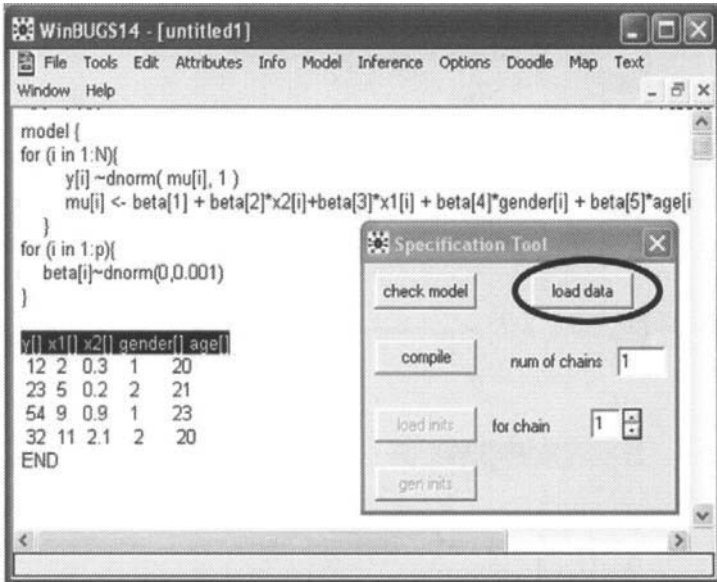 WinBUGS14 - [untitled1]
File Tools Edit Attributes Info Model Inference Options Doodle Map Text
Window Help
model {
for (i in 1:N){
y[i] ~dnorm( mu[i], 1 )
mu[i] <- beta[1] + beta[2]*x2[i]+beta[3]*x1[i] + beta[4]*gender[i] + beta[5]*age[i
}
for (i in 1:p){
beta[i]~dnorm(0,0.001)
}
y[] x1[] x2[] gender[] age[]
12 2 0.3 1 20
23 5 0.2 2 21
54 9 0.9 1 23
32 11 2.1 2 20
END
Specification Tool
check model load data
compile num of chains 1
load inits for chain 1
gen inits